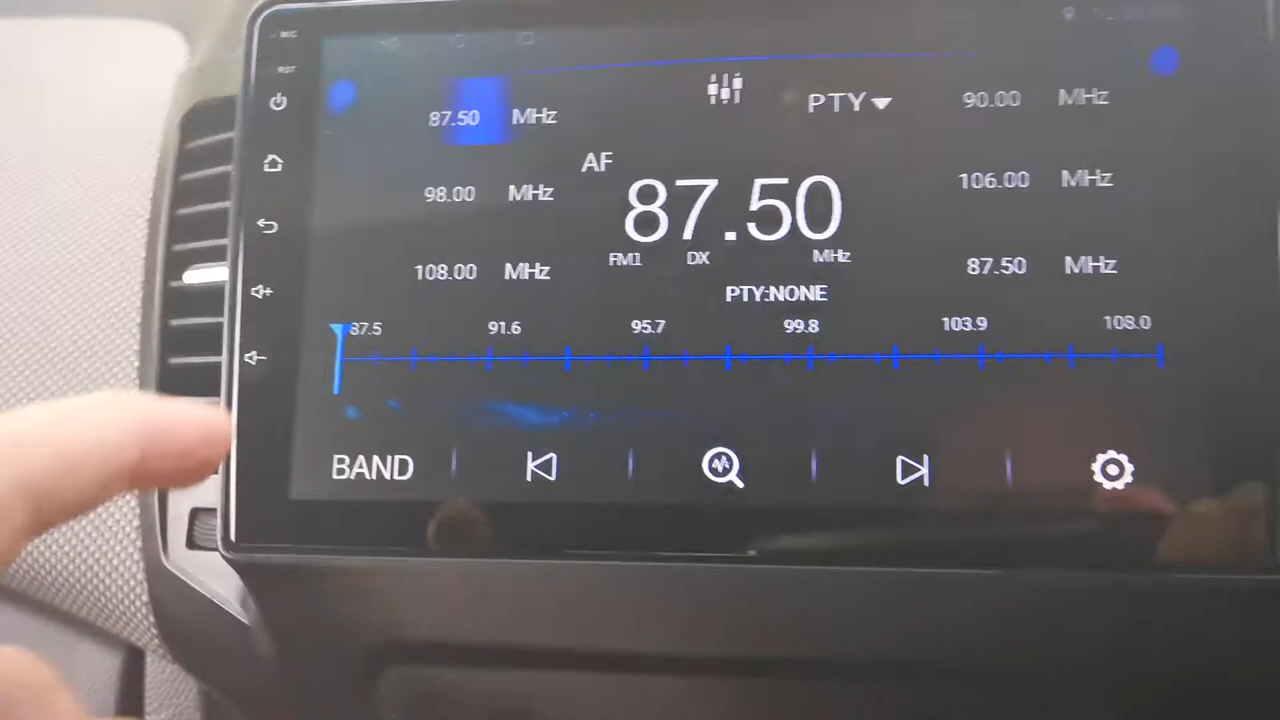 MIC
RST
87.50 MHz
PTY
90.00 MHz
AF
98.00 MHz
87.50
106.00 MHz
FM1 DX MHz
108.00 MHz
87.50 MHz
PTY:NONE
87.5 91.6 95.7 99.8 103.9 108.0
BAND